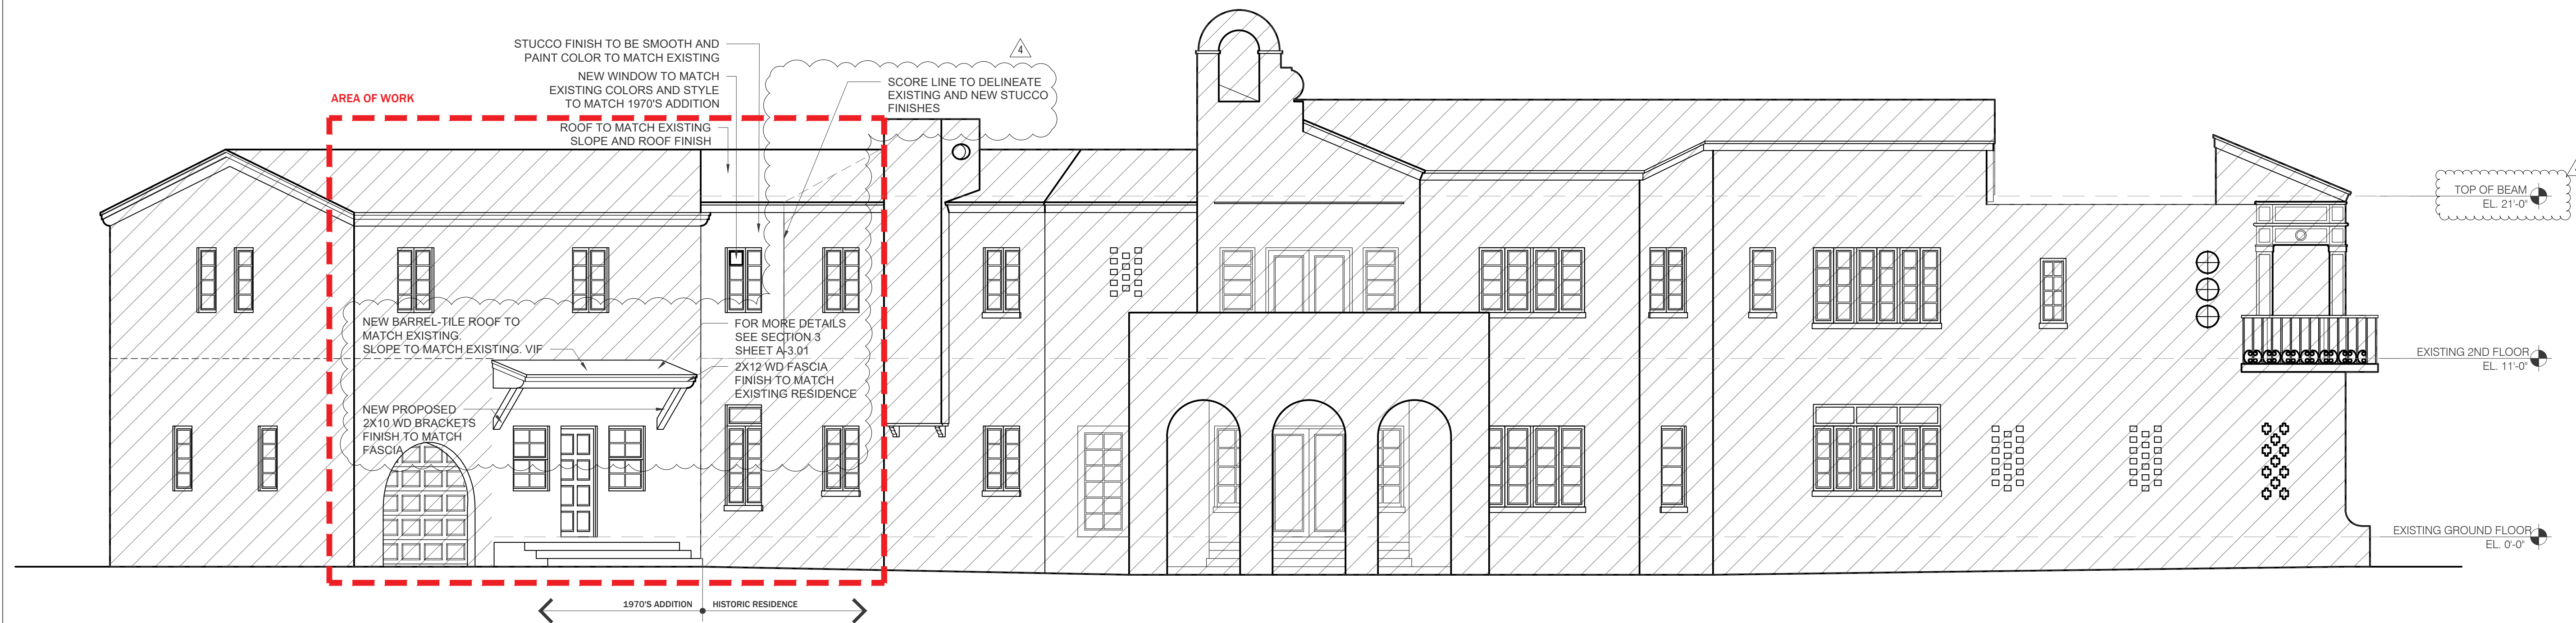 STUCCO FINISH TO BE SMOOTH AND
PAINT COLOR TO MATCH EXISTING
NEW WINDOW TO MATCH
EXISTING COLORS AND STYLE
TO MATCH 1970'S ADDITION
ROOF TO MATCH EXISTING
SLOPE AND ROOF FINISH
4
SCORE LINE TO DELINEATE
EXISTING AND NEW STUCCO
FINISHES
AREA OF WORK
NEW BARREL-TILE ROOF TO
MATCH EXISTING.
SLOPE TO MATCH EXISTING. VIF
FOR MORE DETAILS
SEE SECTION 3
SHEET A-3.01
2X12 WD FASCIA
FINISH TO MATCH
EXISTING RESIDENCE
NEW PROPOSED
2X10 WD BRACKETS
FINISH TO MATCH
FASCIA
TOP OF BEAM
EL. 21'-0"
EXISTING 2ND FLOOR
EL. 11'-0"
EXISTING GROUND FLOOR
EL. 0'-0"
1970'S ADDITION
HISTORIC RESIDENCE